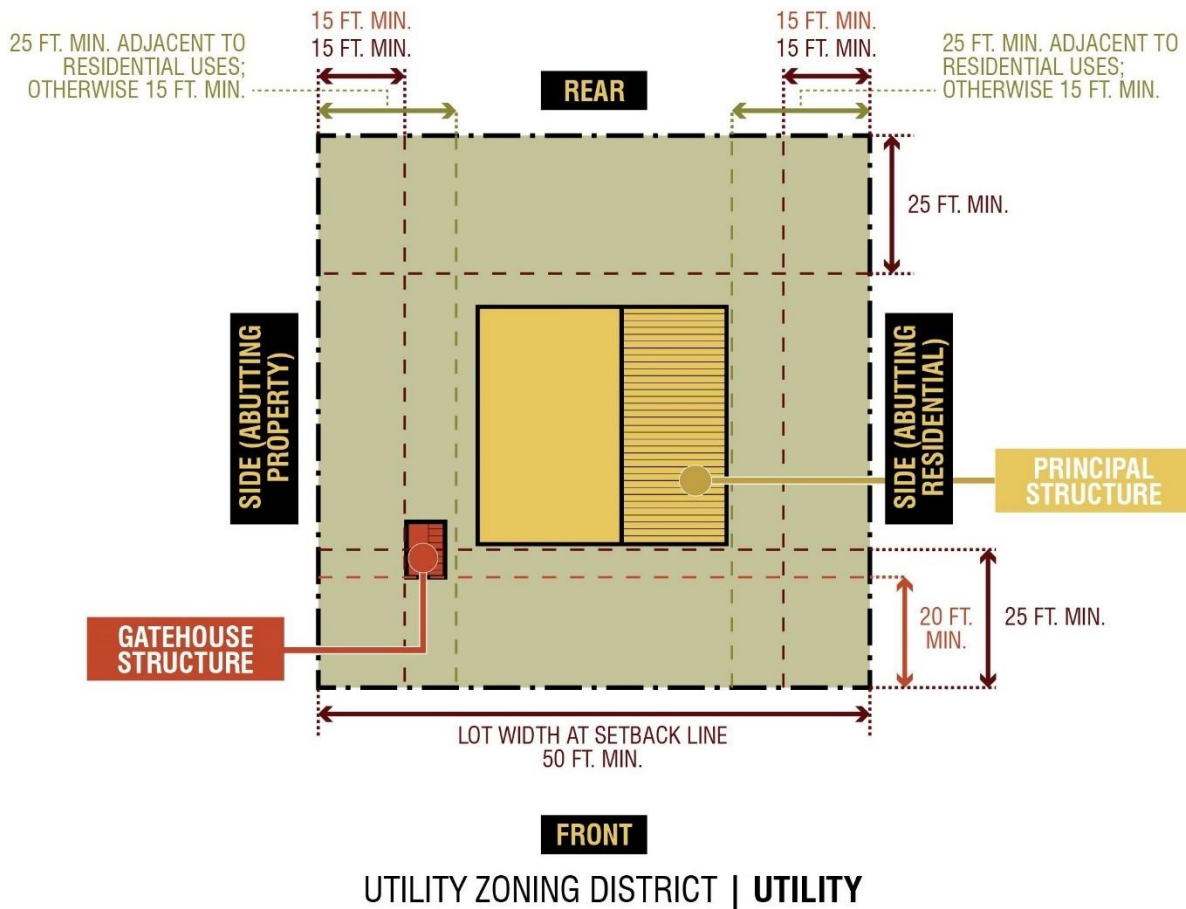 15 FT. MIN.
15 FT. MIN.
25 FT. MIN. ADJACENT TO
RESIDENTIAL USES;
OTHERWISE 15 FT. MIN.
15 FT. MIN.
15 FT. MIN.
25 FT. MIN. ADJACENT TO
RESIDENTIAL USES;
OTHERWISE 15 FT. MIN.
REAR
25 FT. MIN.
SIDE (ABUTTING
PROPERTY)
SIDE (ABUTTING
RESIDENTIAL)
PRINCIPAL
STRUCTURE
GATEHOUSE
STRUCTURE
20 FT.
MIN.
25 FT. MIN.
LOT WIDTH AT SETBACK LINE
50 FT. MIN.
FRONT
UTILITY ZONING DISTRICT | UTILITY